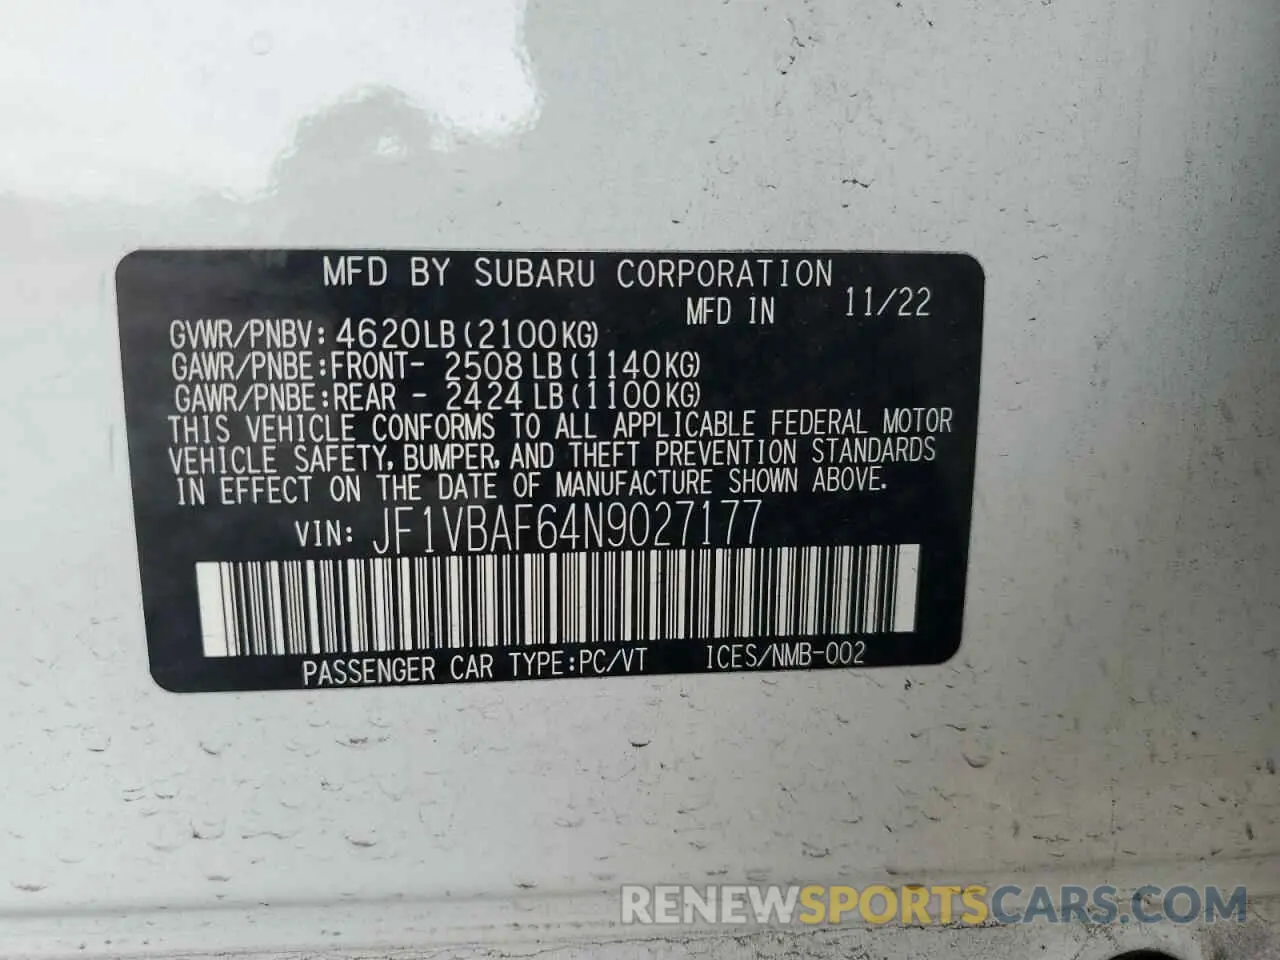 MFD BY SUBARU CORPORATION
MFD IN 11/22
GVWR/PNBV: 4620LB(2100KG)
GAWR/PNBE:FRONT- 2508LB(1140KG)
GAWR/PNBE:REAR - 2424LB(1100KG)
THIS VEHICLE CONFORMS TO ALL APPLICABLE FEDERAL MOTOR
VEHICLE SAFETY, BUMPER, AND THEFT PREVENTION STANDARDS
IN EFFECT ON THE DATE OF MANUFACTURE SHOWN ABOVE.
VIN: JF1VBAF64N9027177
PASSENGER CAR TYPE:PC/VT ICES/NMB-002
RENEWSPORTSCARS.COM